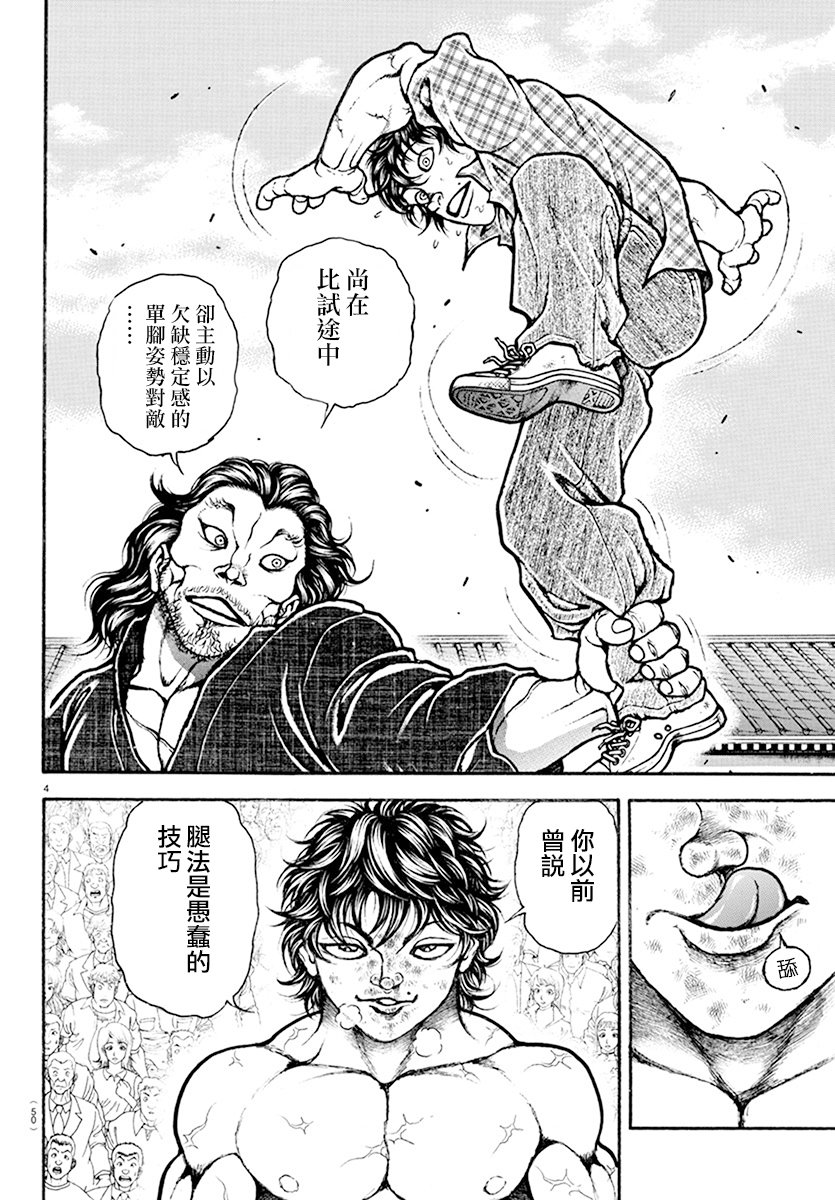 尚在
比試途中
卻主動以
欠缺穩定感的
單腳姿勢對敵
……
4
舔
你以前
曾説
腿法是愚蠢的
技巧
(50)